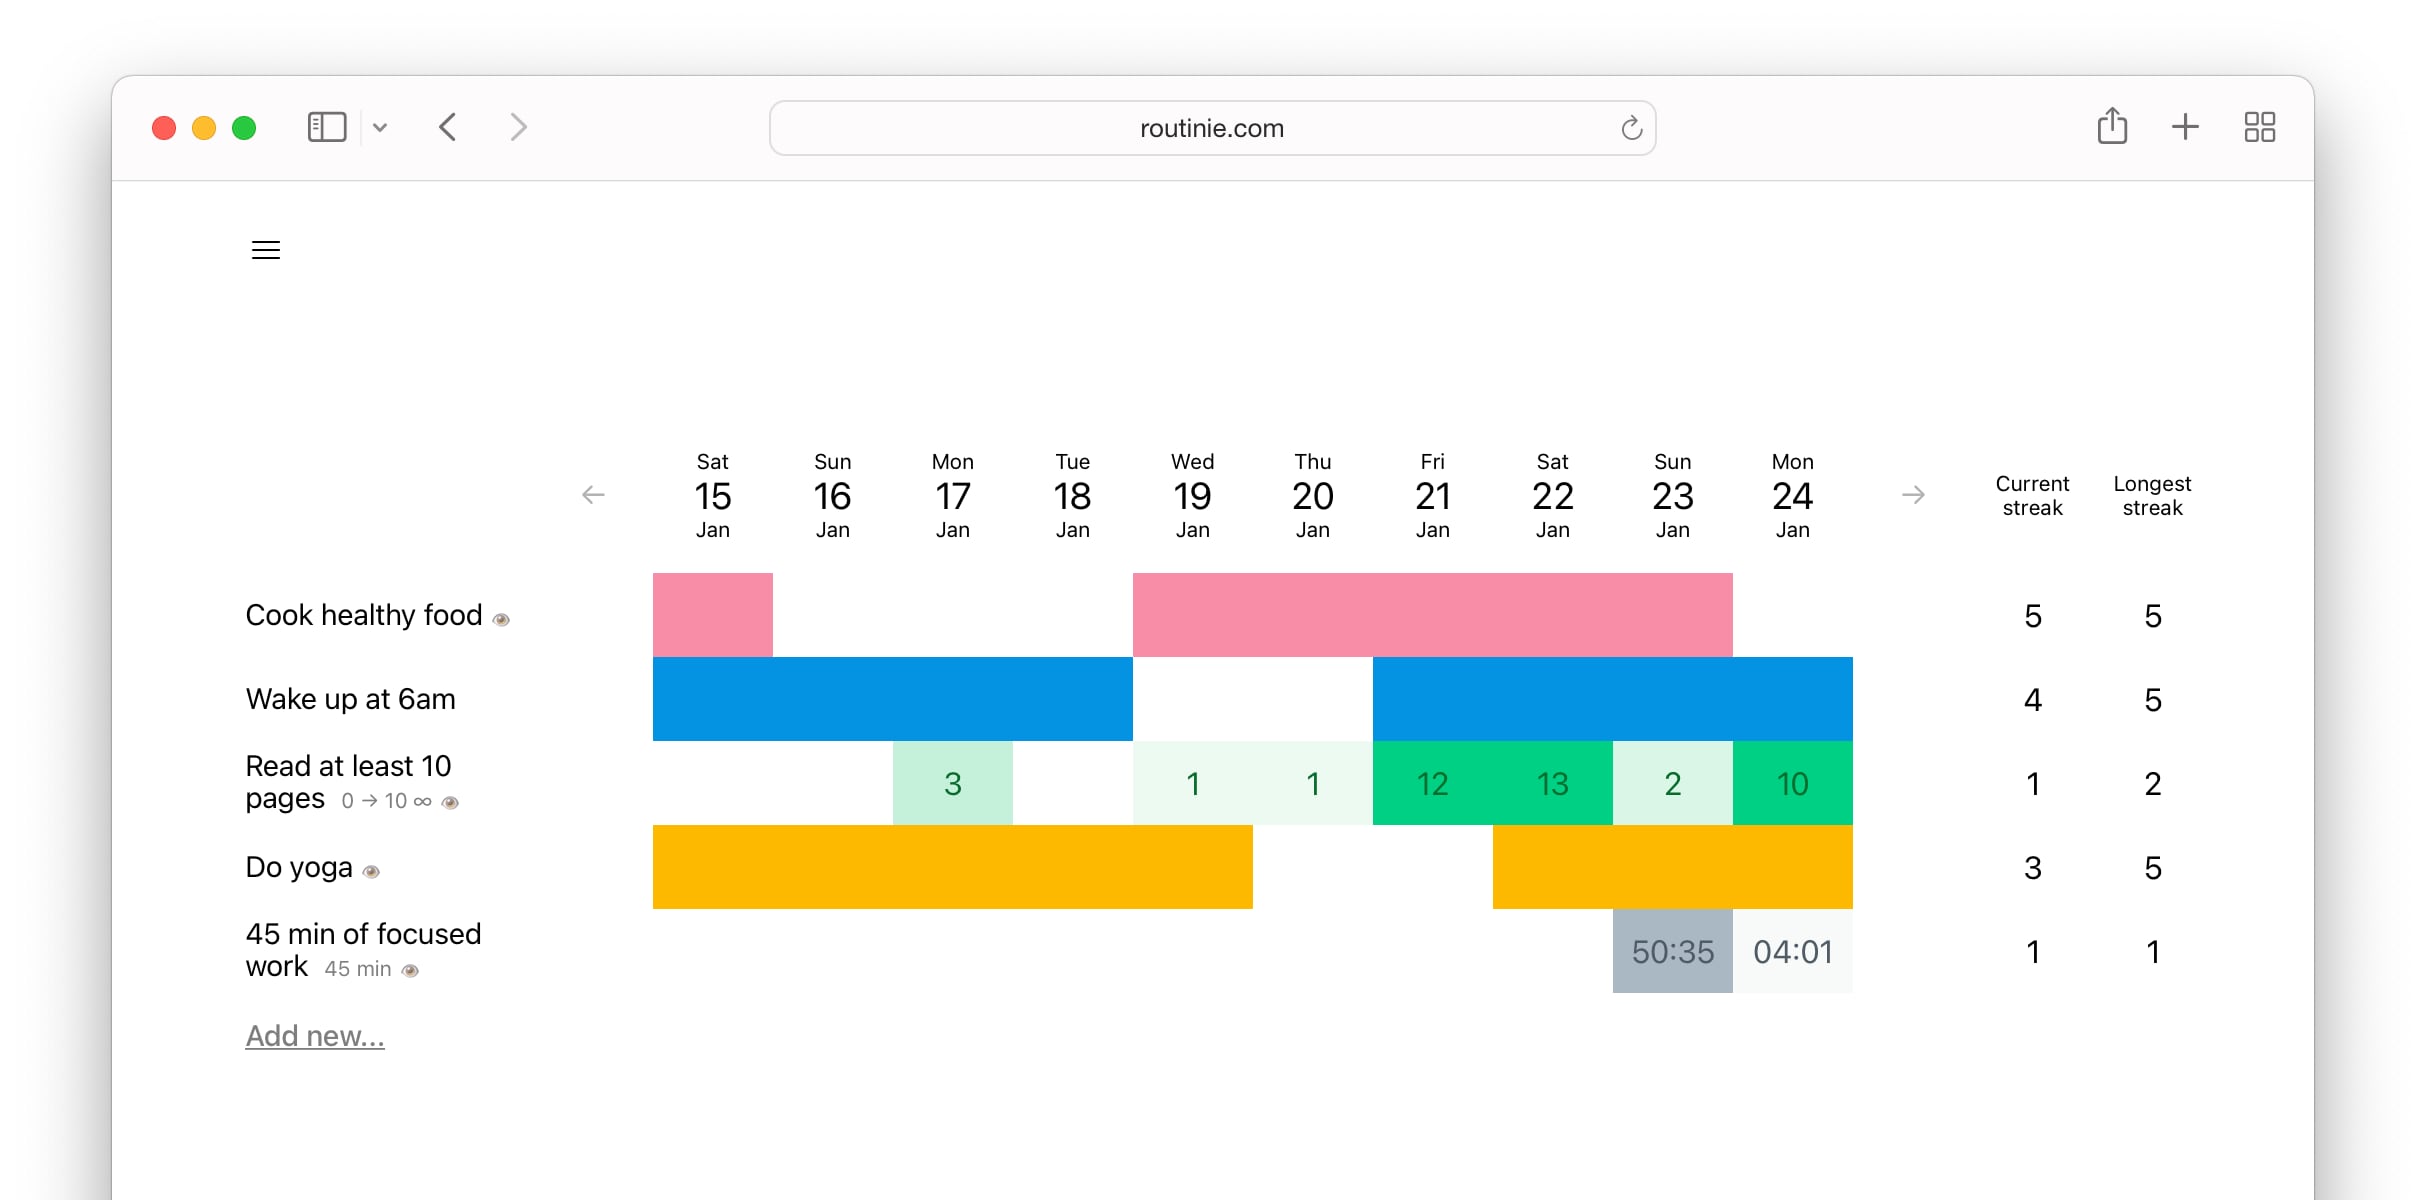 routinie.com
Sat Sun Mon Tue Wed Thu Fri Sat Sun Mon
← 15 16 17 18 19 20 21 22 23 24 →
Jan Jan Jan Jan Jan Jan Jan Jan Jan Jan
Current streak
Longest streak
Cook healthy food 5 5
Wake up at 6am 4 5
Read at least 10
pages 0 → 10 ∞
3 1 1 12 13 2 10 1 2
Do yoga 3 5
45 min of focused
work 45 min
50:35 04:01 1 1
Add new...